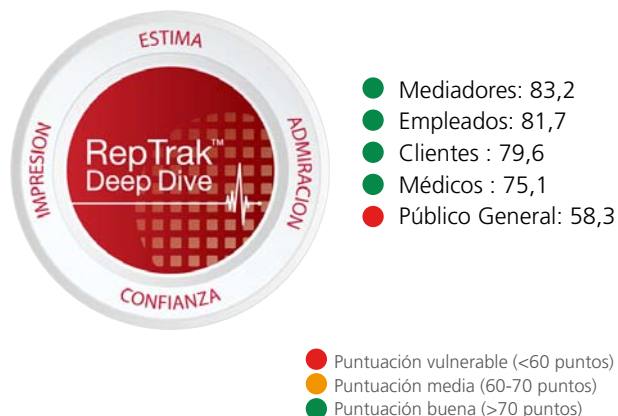 ESTIMA
IMPRESION
ADMIRACION
RepTrak™
Deep Dive
CONFIANZA
Mediadores: 83,2
Empleados: 81,7
Clientes : 79,6
Médicos : 75,1
Público General: 58,3
Puntuación vulnerable (<60 puntos)
Puntuación media (60-70 puntos)
Puntuación buena (>70 puntos)